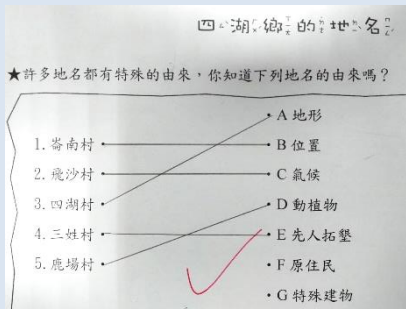 四湖鄉的地名
★許多地名都有特殊的由來，你知道下列地名的由來嗎？
A 地形
1. 崙南村
B 位置
2. 飛沙村
C 氣候
3. 四湖村
D 動植物
4. 三姓村
E 先人拓墾
5. 鹿場村
F 原住民
G 特殊建物